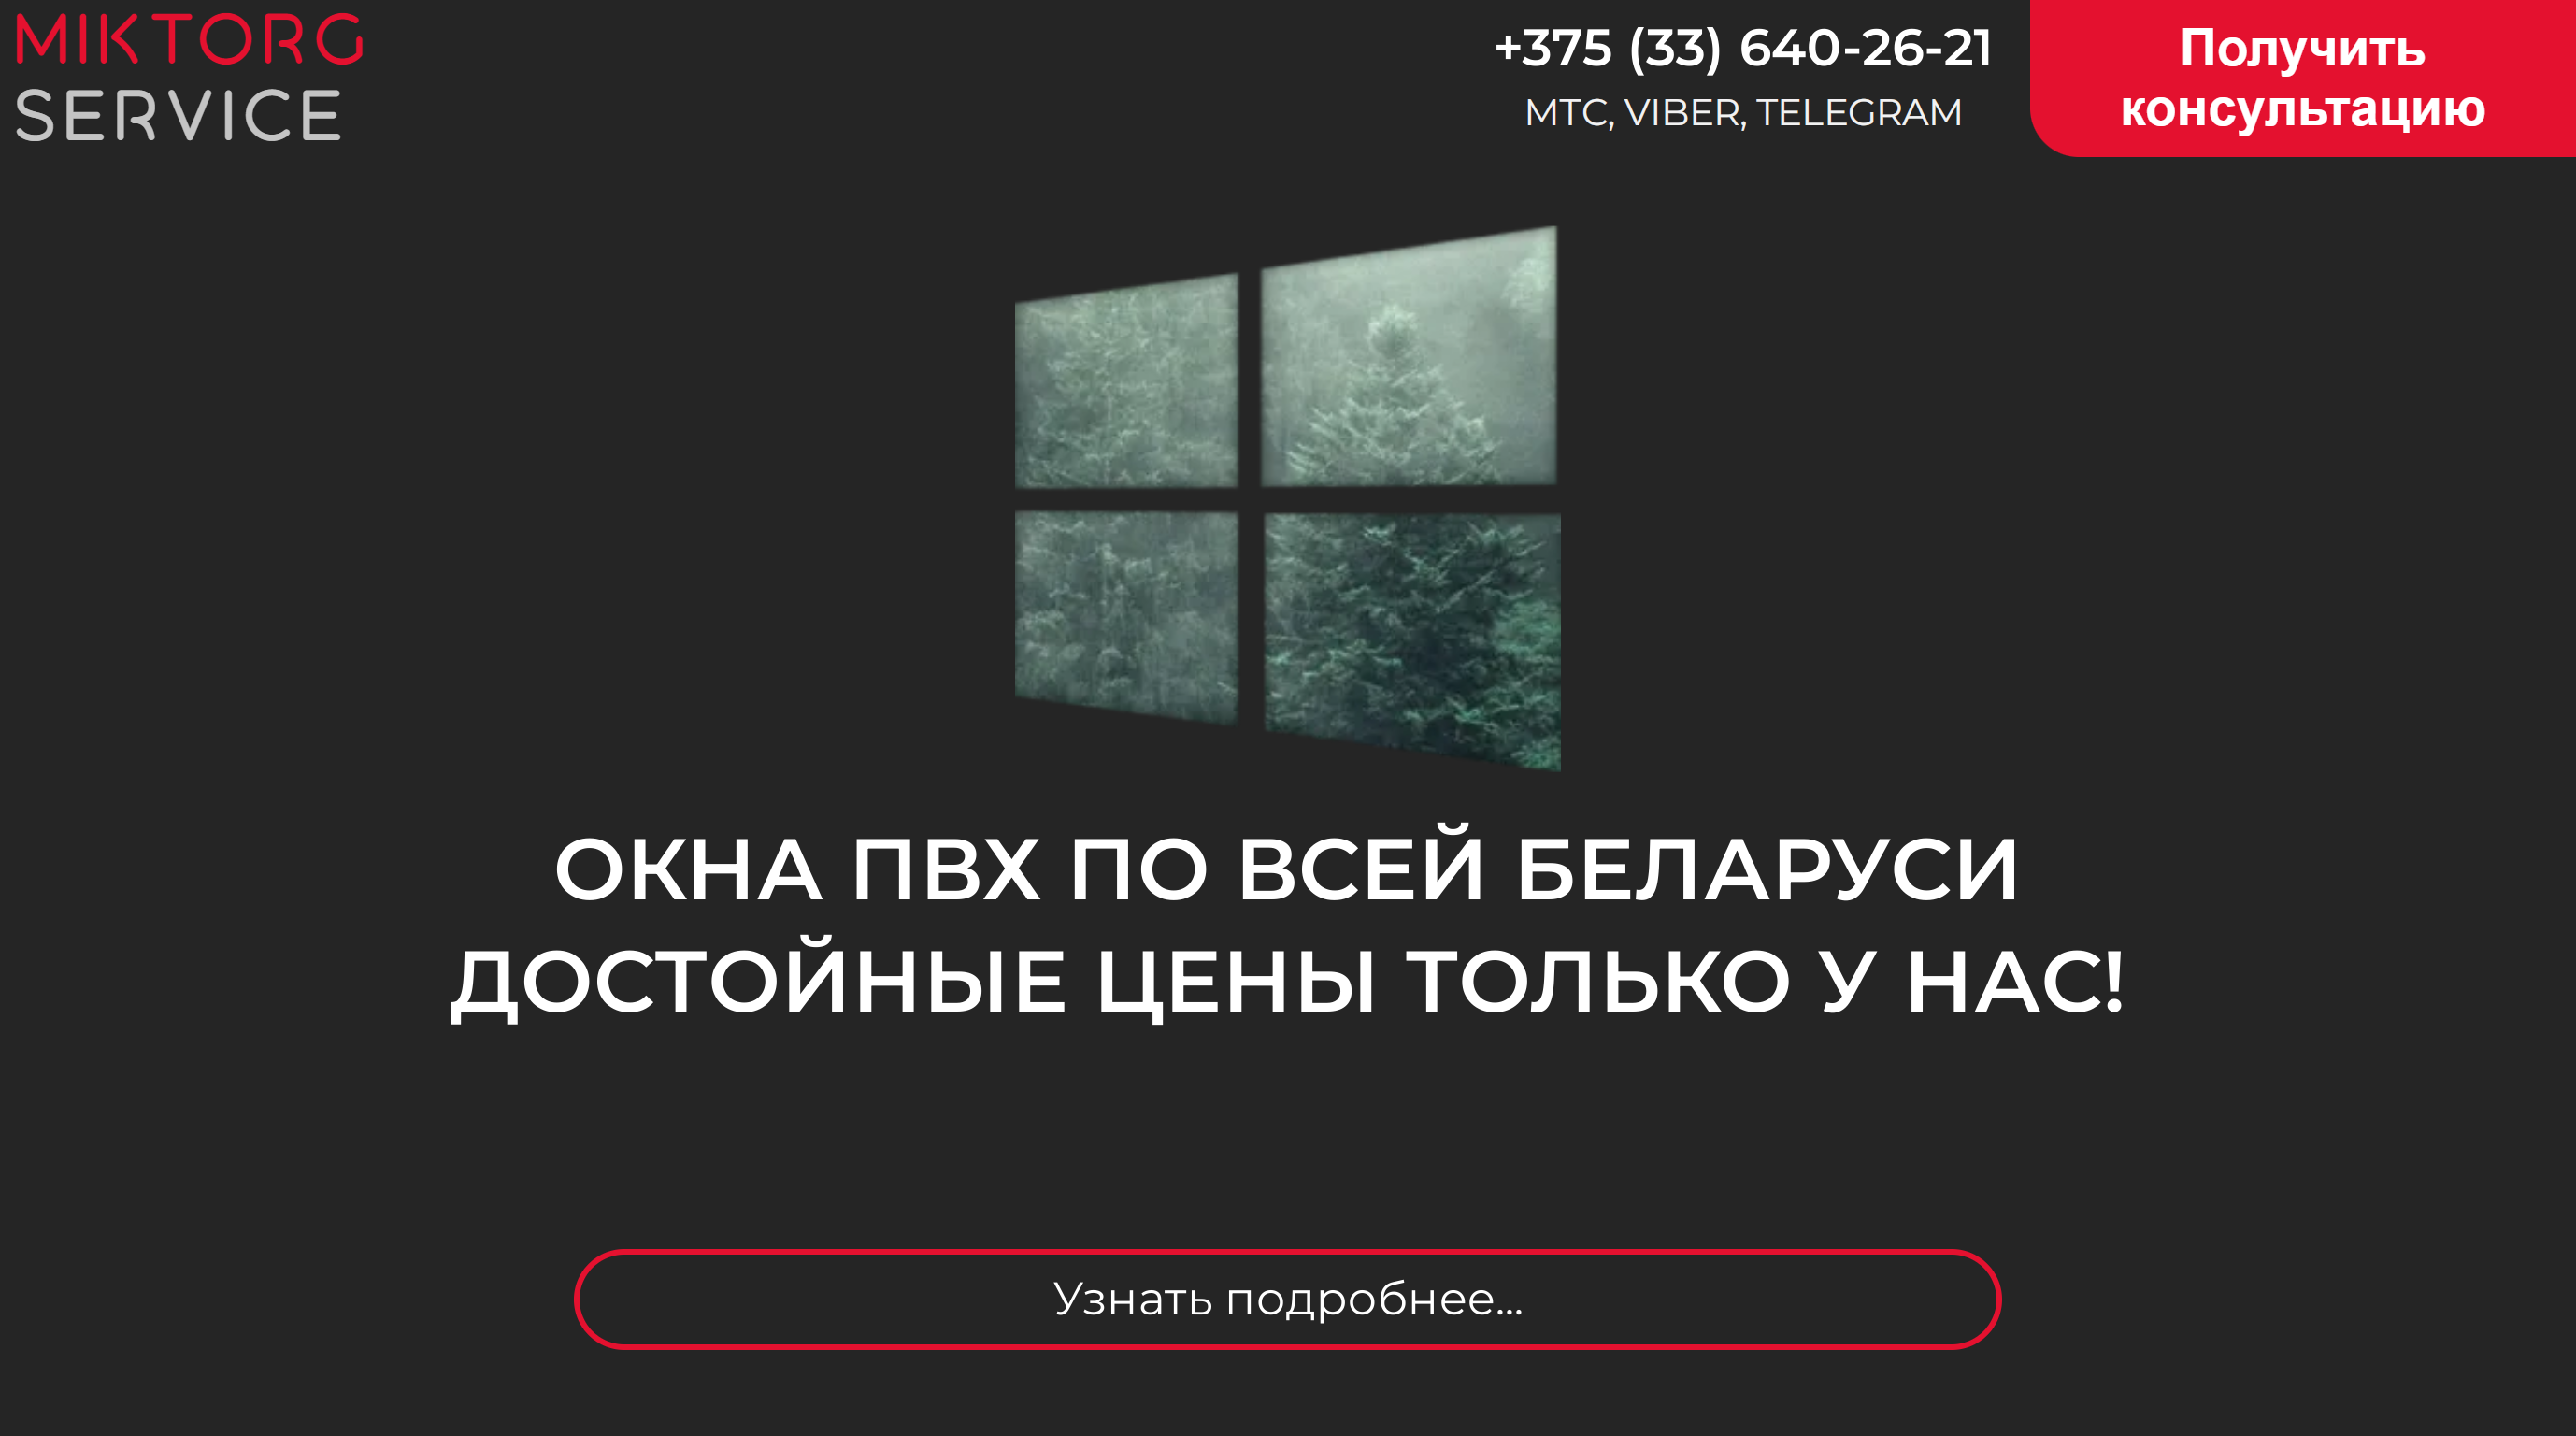 MIKTORG
SERVICE
+375 (33) 640-26-21
МТС, VIBER, TELEGRAM
Получить
консультацию
ОКНА ПВХ ПО ВСЕЙ БЕЛАРУСИ
ДОСТОЙНЫЕ ЦЕНЫ ТОЛЬКО У НАС!
Узнать подробнее...